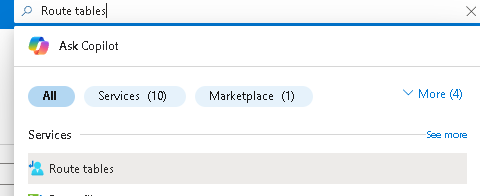 Route tables
Ask Copilot
All
Services (10)
Marketplace (1)
More (4)
Services
See more
Route tables